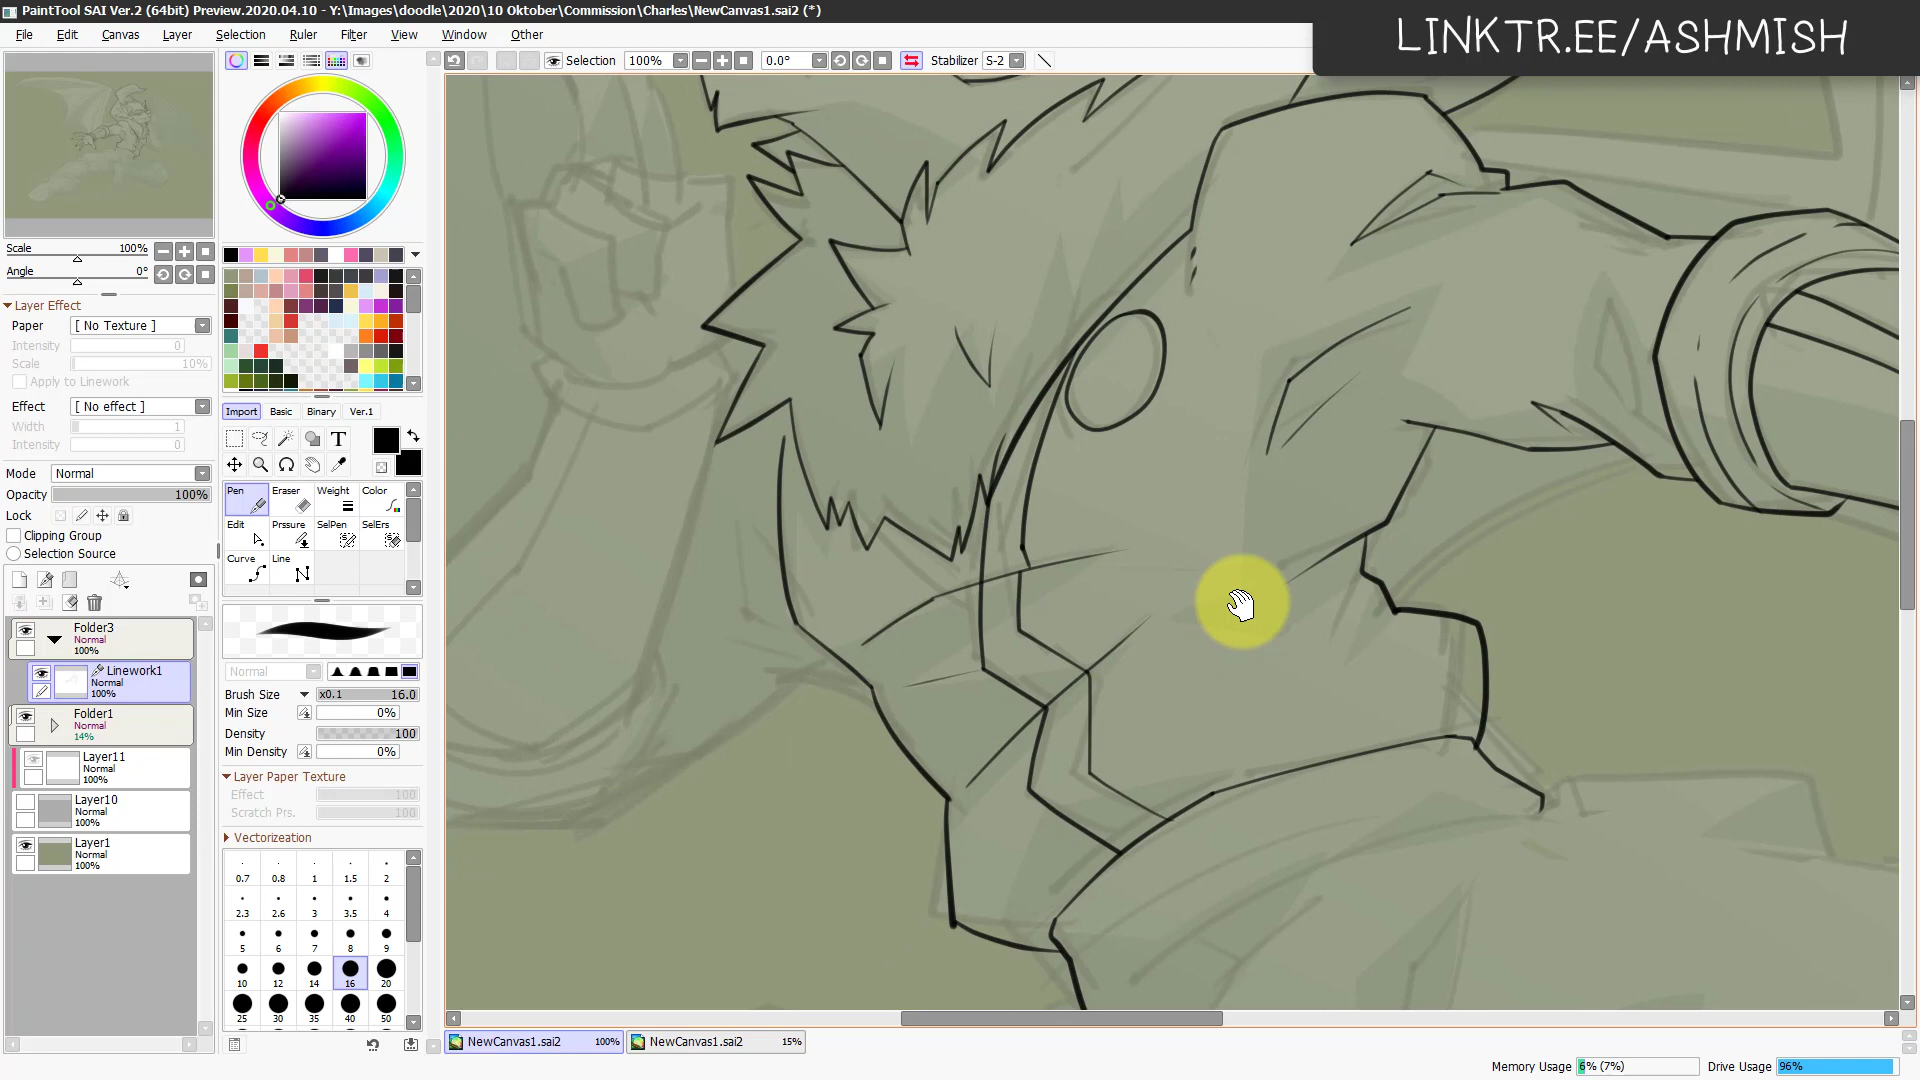 PaintTool SAI Ver.2 (64bit) Preview.2020.04.10 - Y:\Images\doodle\2020\10 Oktober\Commission\Charles\NewCanvas1.sai2 (*)
LINKTR.EE/ASHMISH
File Edit Canvas Layer Selection Ruler Filter View Window Other
Selection 100% 0.0° Stabilizer S-2
Scale 100%
Angle 0°
Layer Effect
Paper [ No Texture ]
Intensity 0
Scale 10%
Apply to Linework
Effect [ No effect ]
Width 1
Intensity 0
Mode Normal
Opacity 100%
Lock
Clipping Group
Selection Source
Folder3
Normal
100%
Linework1
Normal
100%
Folder1
Normal
14%
Layer11
Normal
100%
Layer10
Normal
100%
Layer1
Normal
100%
Import Basic Binary Ver.1
T
Pen Eraser Weight Color
Edit Prssure SelPen SelErs
Curve Line
Normal
Brush Size x0.1 16.0
Min Size 0%
Density 100
Min Density 0%
Layer Paper Texture
Effect 100
Scratch Prs. 100
Vectorization
0.7 0.8 1 1.5 2
2.3 2.6 3 3.5 4
5 6 7 8 9
10 12 14 16 20
25 30 35 40 50
NewCanvas1.sai2 100% NewCanvas1.sai2 15%
Memory Usage 6% (7%) Drive Usage 96%